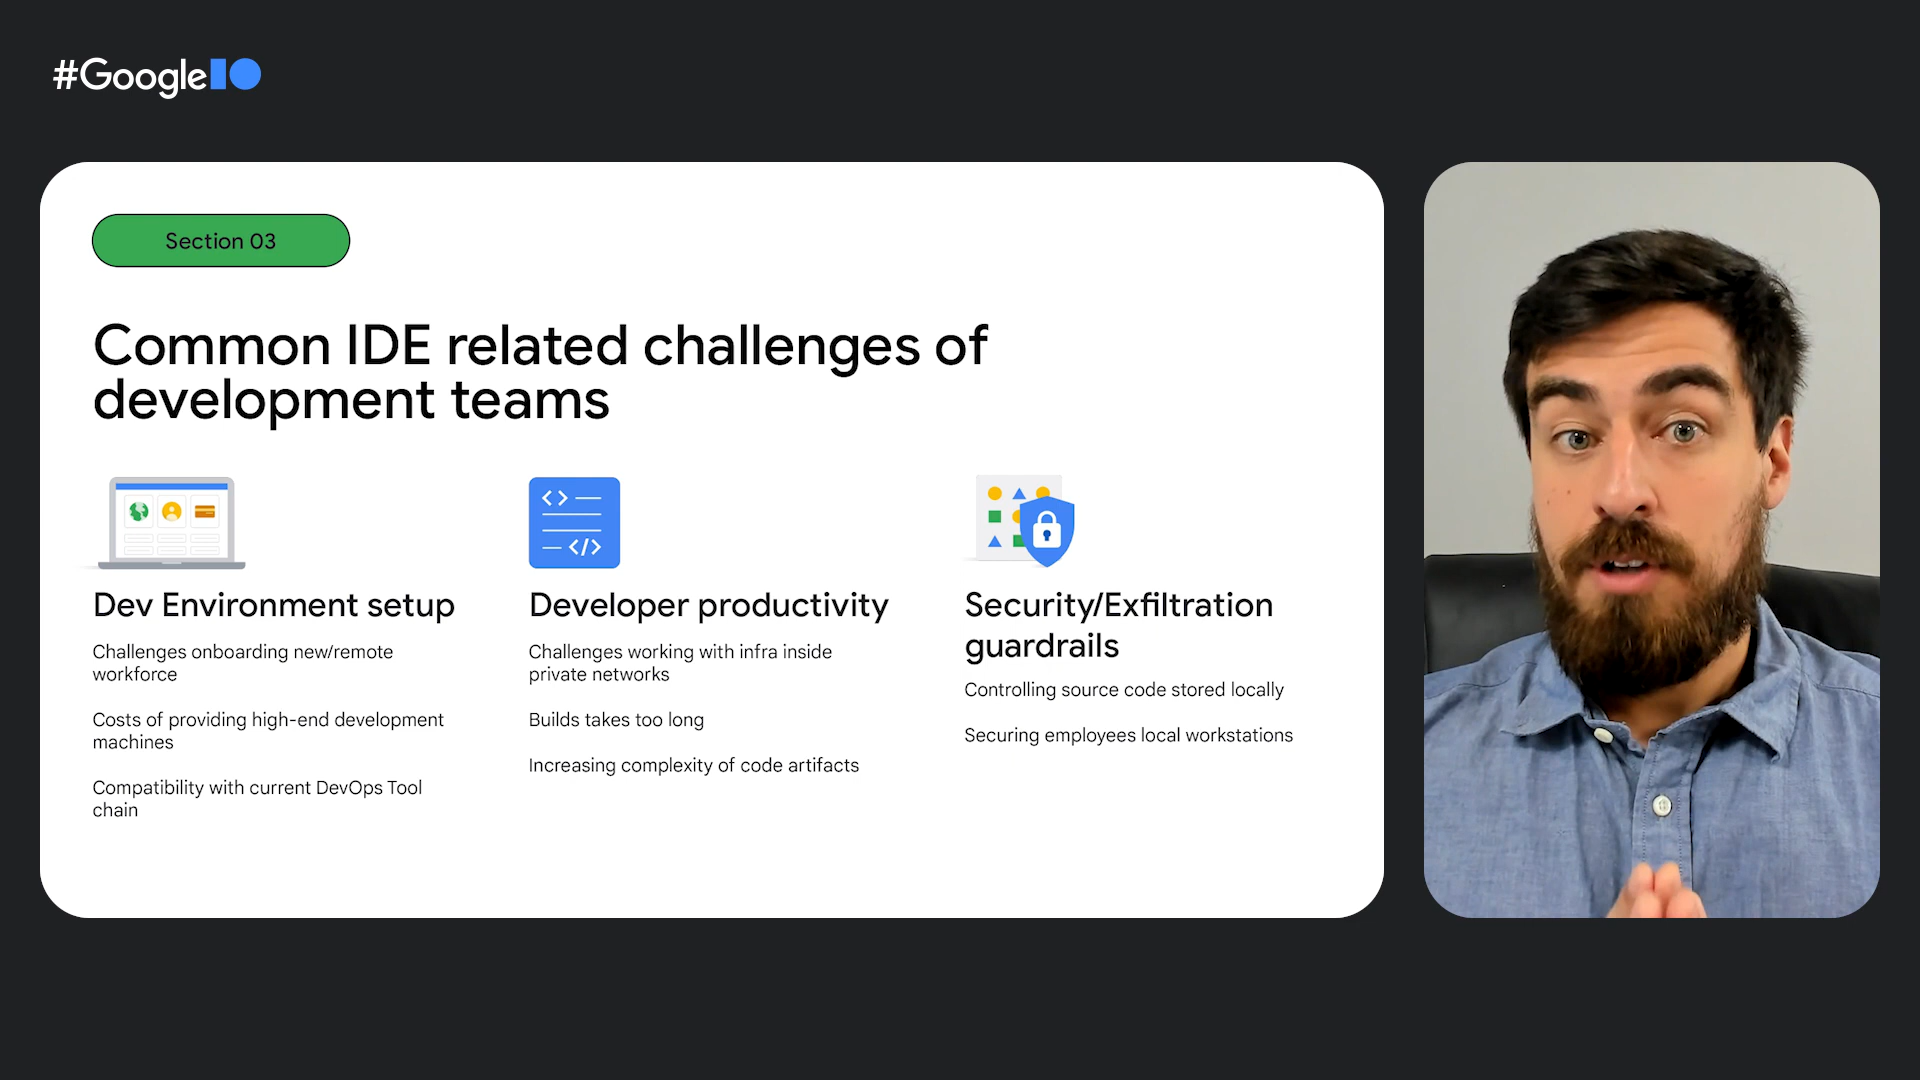 #GoogleIO
Section 03
Common IDE related challenges of
development teams
Dev Environment setup
Challenges onboarding new/remote
workforce
Costs of providing high-end development
machines
Compatibility with current DevOps Tool
chain
Developer productivity
Challenges working with infra inside
private networks
Builds takes too long
Increasing complexity of code artifacts
Security/Exfiltration
guardrails
Controlling source code stored locally
Securing employees local workstations